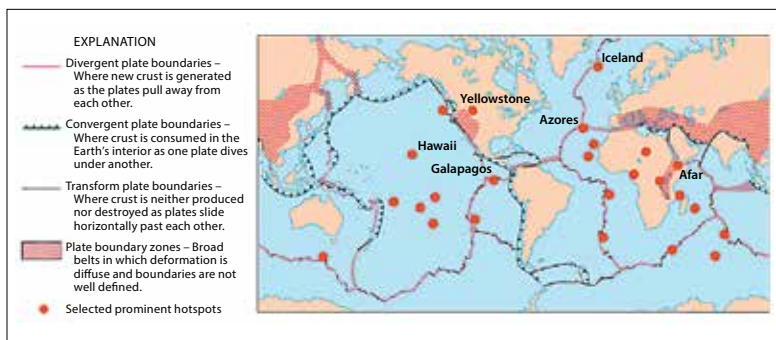 EXPLANATION
Divergent plate boundaries –
Where new crust is generated
as the plates pull away from
each other.
Convergent plate boundaries –
Where crust is consumed in the
Earth's interior as one plate dives
under another.
Transform plate boundaries –
Where crust is neither produced
nor destroyed as plates slide
horizontally past each other.
Plate boundary zones – Broad
belts in which deformation is
diffuse and boundaries are not
well defined.
Selected prominent hotspots
Iceland
Yellowstone
Azores
Hawaii
Galapagos
Afar